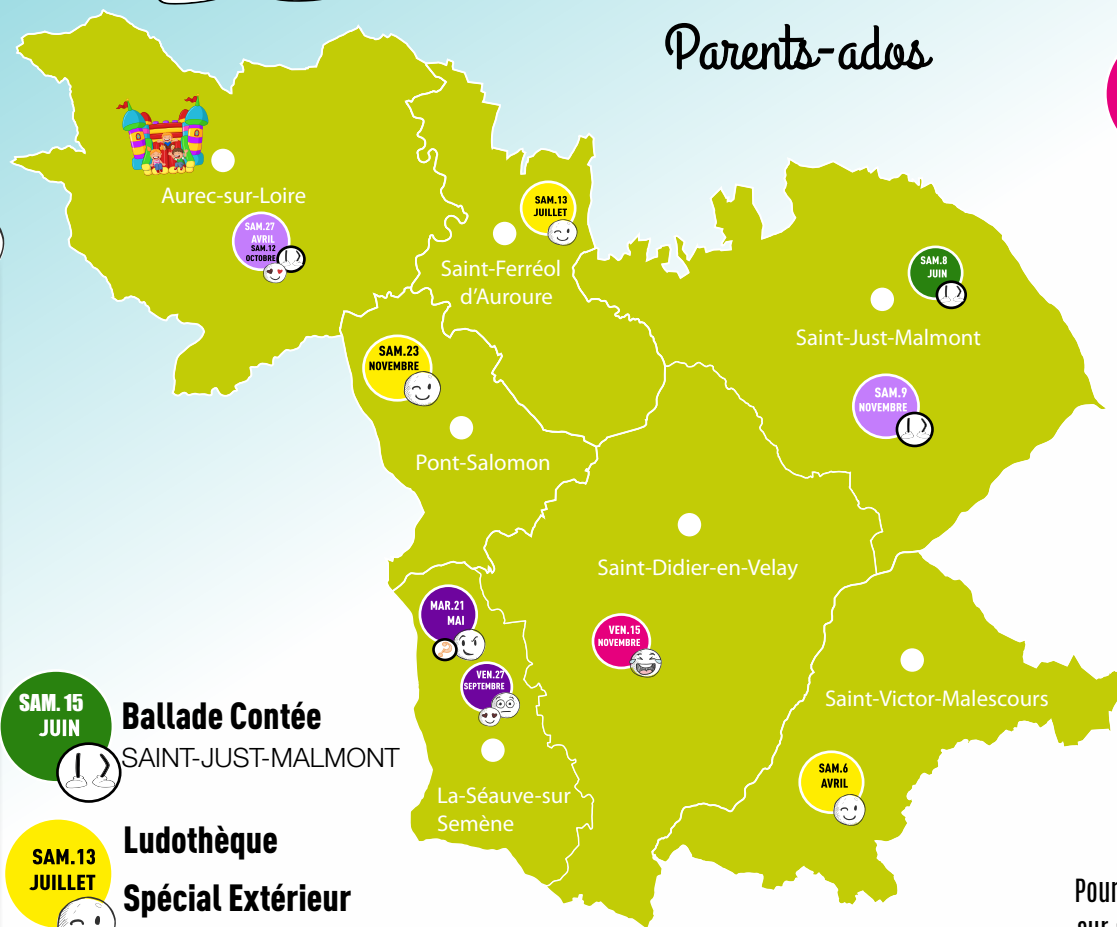 Parents-ados
Aurec-sur-Loire
SAM.27
AVRIL
SAM.12
OCTOBRE
SAM.13
JUILLET
Saint-Ferréol
d'Auroure
SAM.8
JUIN
Saint-Just-Malmont
SAM.9
NOVEMBRE
SAM.23
NOVEMBRE
Pont-Salomon
Saint-Didier-en-Velay
MAR.21
MAI
VEN.15
NOVEMBRE
VEN.27
SEPTEMBRE
Saint-Victor-Malescours
SAM.6
AVRIL
La-Séauve-sur
Semène
SAM. 15
JUIN
Ballade Contée
SAINT-JUST-MALMONT
SAM.13
JUILLET
Ludothèque
Spécial Extérieur
Pour